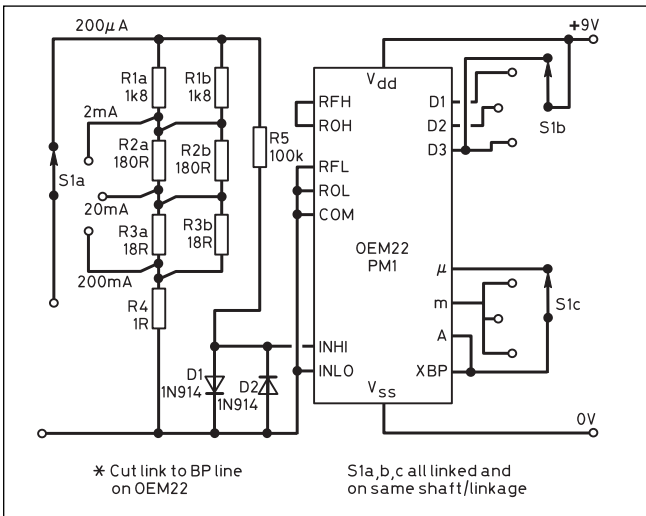 200μA
R1a
1k8
R1b
1k8
2mA
R2a
180R
R2b
180R
S1a
20mA
R3a
18R
R3b
18R
200mA
R4
1R
R5
100k
D1
1N914
D2
1N914
+9V
Vdd
RFH
ROH
RFL
ROL
COM
OEM22
PM1
INHI
INLO
Vss
D1
D2
D3
S1b
μ
m
A
XBP
S1c
0V
* Cut link to BP line
on OEM22
S1a,b,c all linked and
on same shaft/linkage